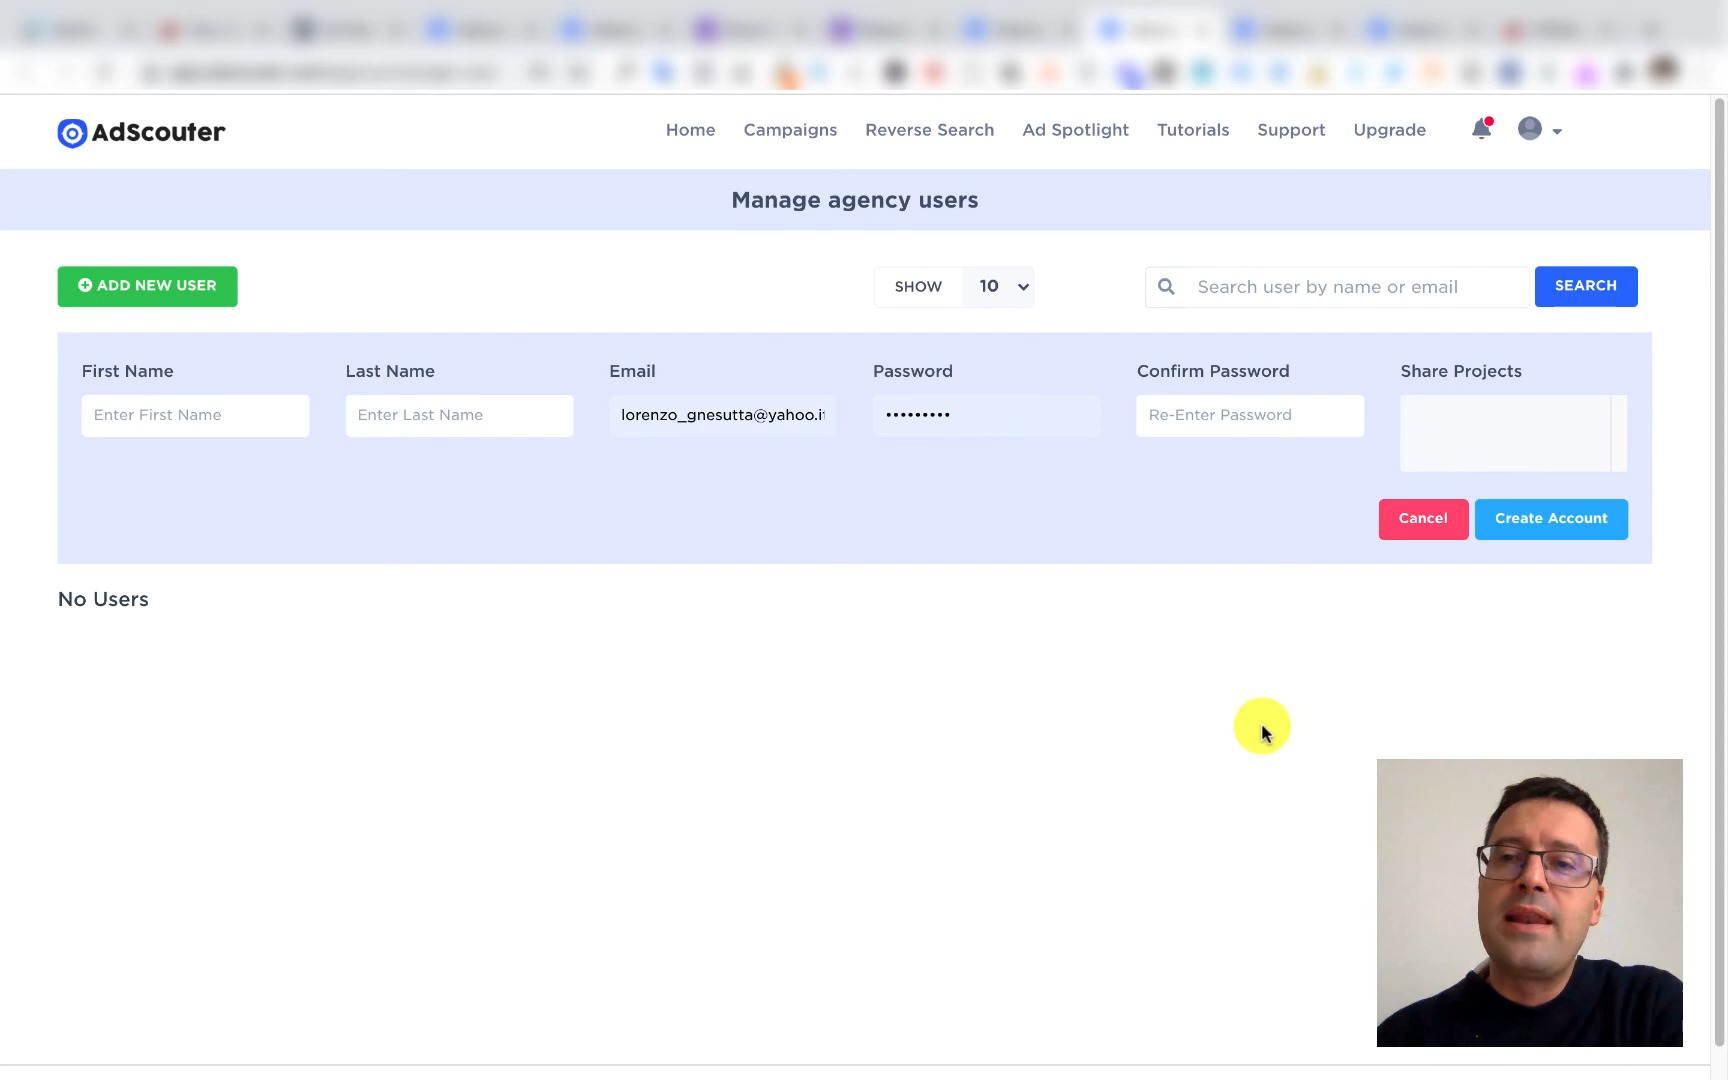 AdScouter
Home Campaigns Reverse Search Ad Spotlight Tutorials Support Upgrade
Manage agency users
ADD NEW USER
SHOW 10
Search user by name or email
SEARCH
First Name Last Name Email Password Confirm Password Share Projects
Enter First Name Enter Last Name lorenzo_gnesutta@yahoo.it ••••••••• Re-Enter Password
Cancel Create Account
No Users